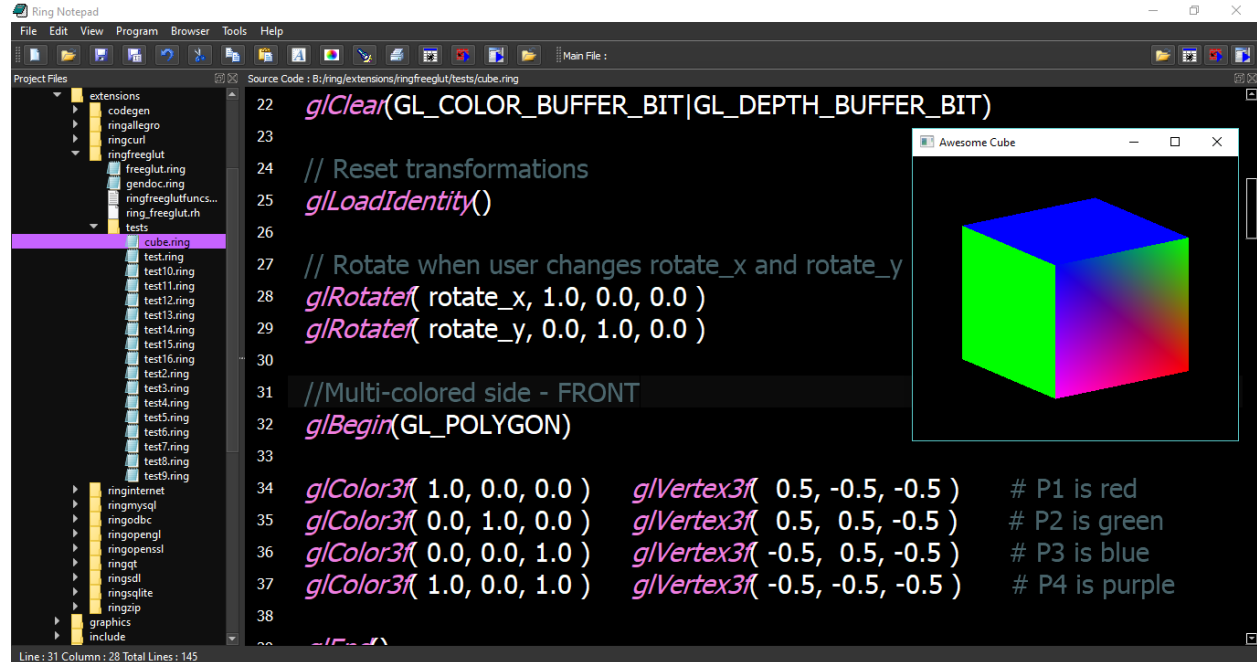 Ring Notepad
File Edit View Program Browser Tools Help
Main File :
Project Files
Source Code : B:/ring/extensions/ringfreeglut/tests/cube.ring
extensions
codegen
ringallegro
ringcurl
ringfreeglut
freeglut.ring
gendoc.ring
ringfreeglutfuncs...
ring_freeglut.rh
tests
cube.ring
test.ring
test10.ring
test11.ring
test12.ring
test13.ring
test14.ring
test15.ring
test16.ring
test2.ring
test3.ring
test4.ring
test5.ring
test6.ring
test7.ring
test8.ring
test9.ring
ringinternet
ringmysql
ringodbc
ringopengl
ringopenssl
ringqt
ringsdl
ringsqlite
ringzip
graphics
include
22 glClear(GL_COLOR_BUFFER_BIT|GL_DEPTH_BUFFER_BIT)
23
24 // Reset transformations
25 glLoadIdentity()
26
27 // Rotate when user changes rotate_x and rotate_y
28 glRotatef( rotate_x, 1.0, 0.0, 0.0 )
29 glRotatef( rotate_y, 0.0, 1.0, 0.0 )
30
31 //Multi-colored side - FRONT
32 glBegin(GL_POLYGON)
33
34 glColor3f( 1.0, 0.0, 0.0 ) glVertex3f( 0.5, -0.5, -0.5 ) # P1 is red
35 glColor3f( 0.0, 1.0, 0.0 ) glVertex3f( 0.5, 0.5, -0.5 ) # P2 is green
36 glColor3f( 0.0, 0.0, 1.0 ) glVertex3f( -0.5, 0.5, -0.5 ) # P3 is blue
37 glColor3f( 1.0, 0.0, 1.0 ) glVertex3f( -0.5, -0.5, -0.5 ) # P4 is purple
38
39 glEnd()
Awesome Cube
Line : 31 Column : 28 Total Lines : 145